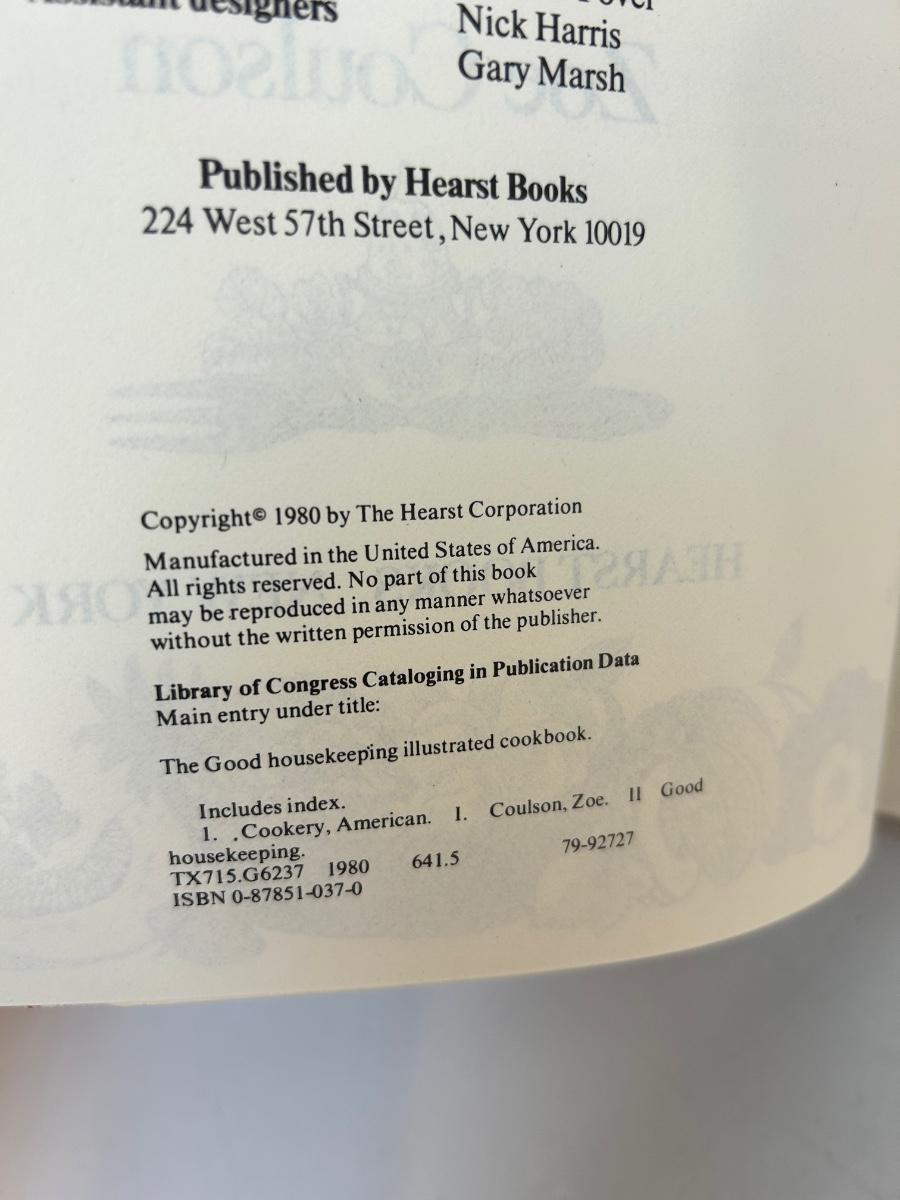 Assistant designers
Nick Harris
Gary Marsh
Published by Hearst Books
224 West 57th Street, New York 10019
Copyright© 1980 by The Hearst Corporation
Manufactured in the United States of America.
All rights reserved. No part of this book
may be reproduced in any manner whatsoever
without the written permission of the publisher.
Library of Congress Cataloging in Publication Data
Main entry under title:
The Good housekeeping illustrated cookbook.
Includes index.
1. .Cookery, American. I. Coulson, Zoe. II Good
housekeeping.
TX715.G6237 1980 641.5 79-92727
ISBN 0-87851-037-0